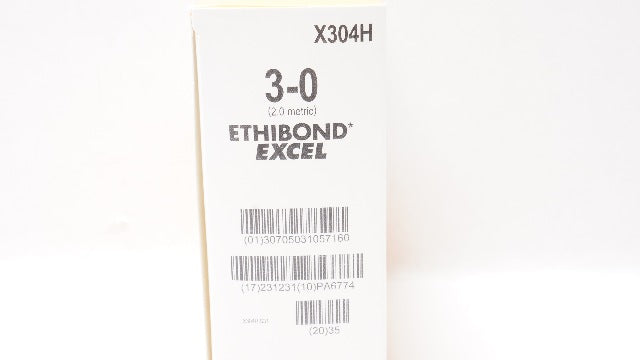 X304H
3-0
(2.0 metric)
ETHIBOND*
EXCEL
(01)30705031057160
(17)231231(10)PA6774
(20)35